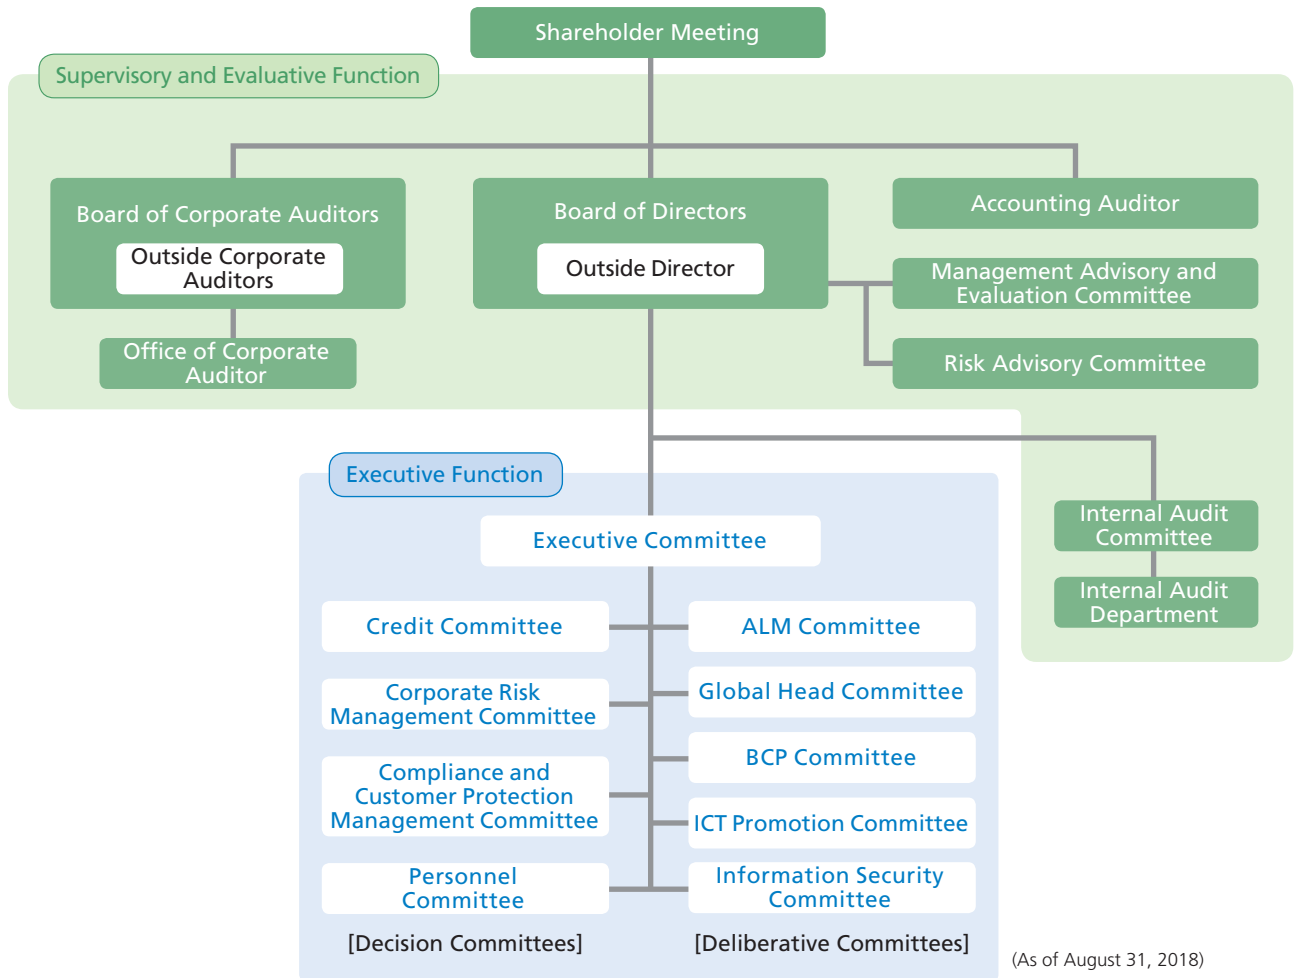 Shareholder Meeting
Supervisory and Evaluative Function
Board of Corporate Auditors
Outside Corporate
Auditors
Office of Corporate
Auditor
Board of Directors
Outside Director
Accounting Auditor
Management Advisory and
Evaluation Committee
Risk Advisory Committee
Internal Audit
Committee
Internal Audit
Department
Executive Function
Executive Committee
Credit Committee
Corporate Risk
Management Committee
Compliance and
Customer Protection
Management Committee
Personnel
Committee
[Decision Committees]
ALM Committee
Global Head Committee
BCP Committee
ICT Promotion Committee
Information Security
Committee
[Deliberative Committees]
(As of August 31, 2018)